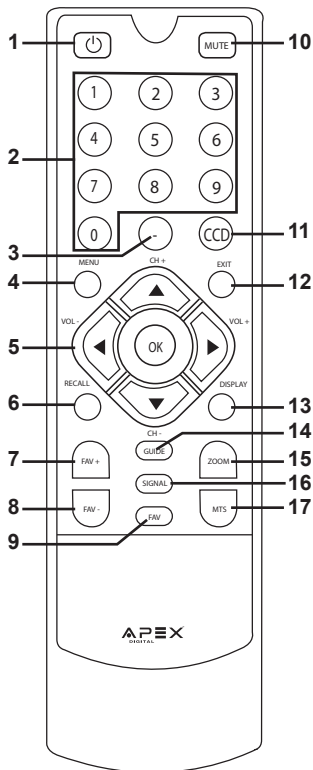 1
MUTE
10
1 2 3
4 5 6
2
7 8 9
0 - CCD
11
3
MENU
CH +
EXIT
4
12
VOL -
VOL +
5
OK
RECALL
DISPLAY
6
13
CH -
14
GUIDE
7
FAV +
ZOOM
15
SIGNAL
16
8
FAV -
MTS
17
9
FAV
APEX
DIGITAL